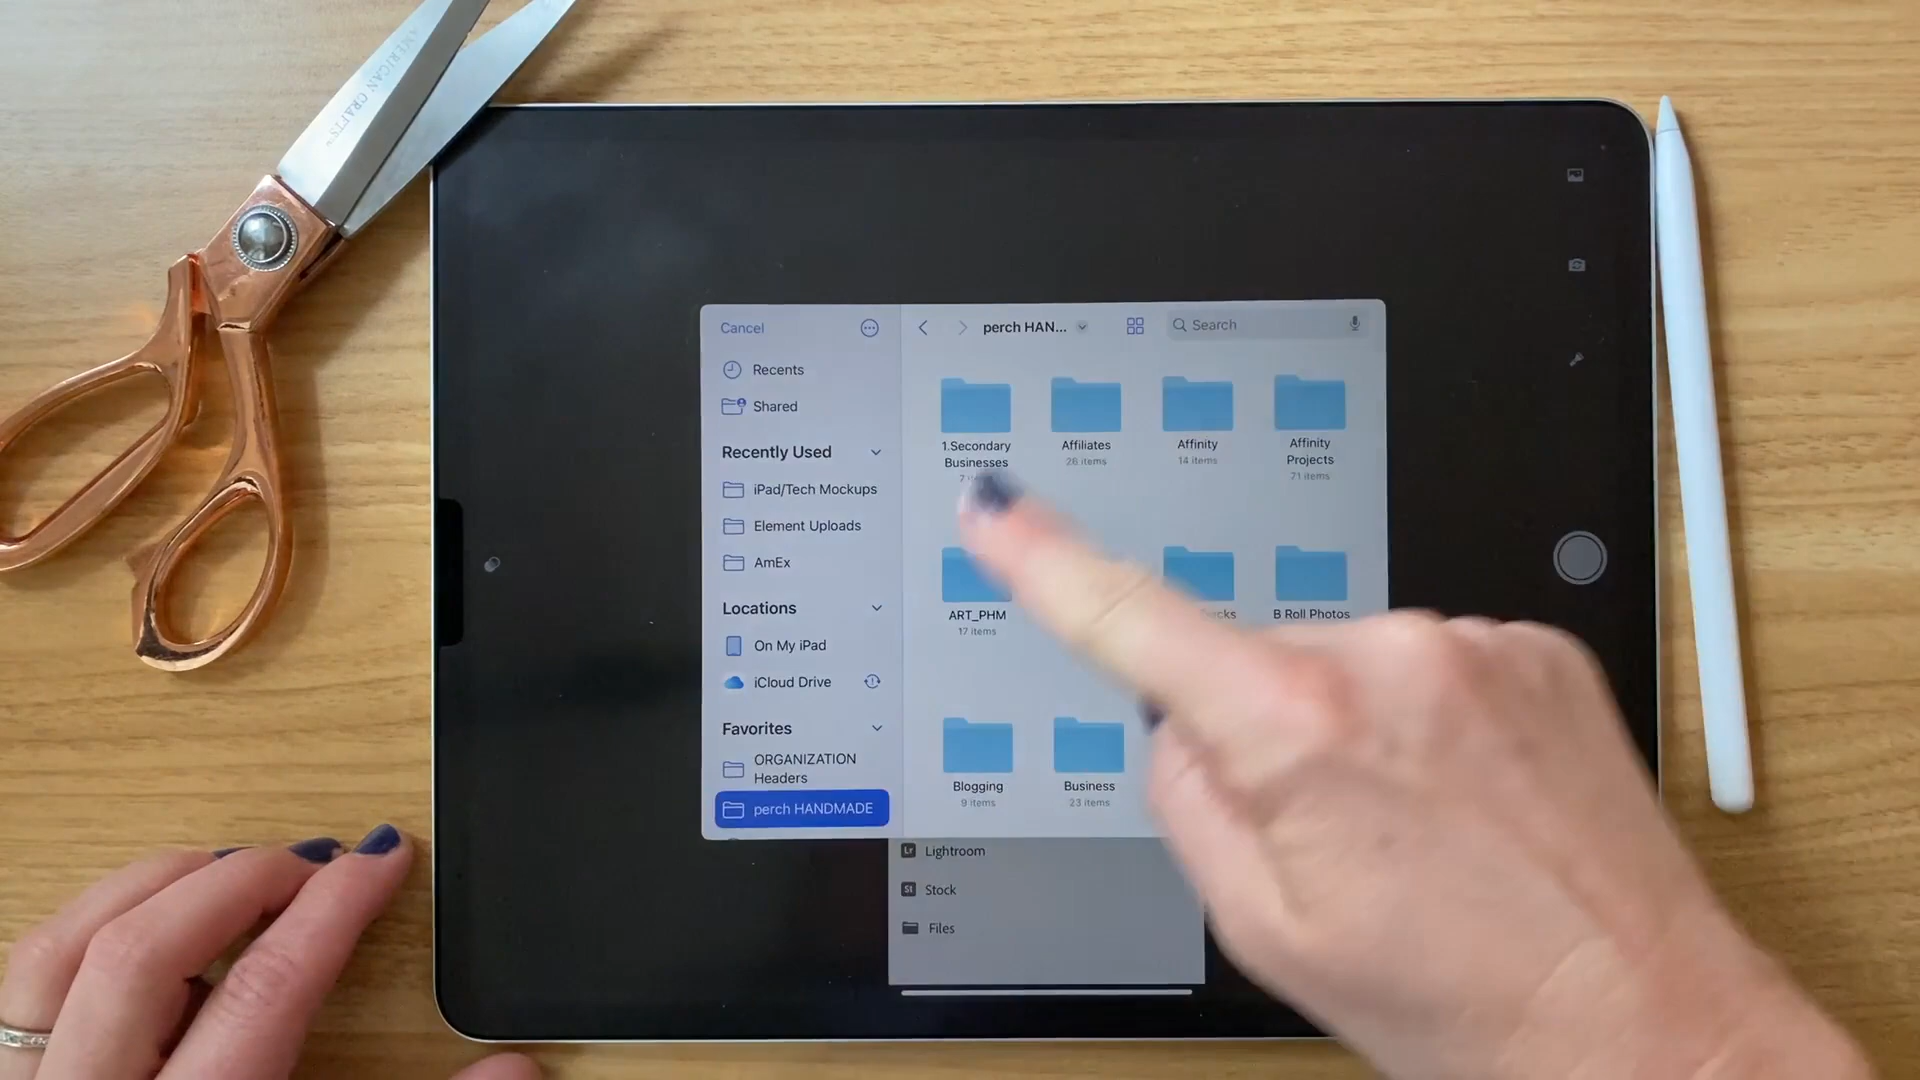 AMERICAN CRAFTS
Cancel
perch HAN...
Search
Recents
Shared
Recently Used
iPad/Tech Mockups
Element Uploads
AmEx
Locations
On My iPad
iCloud Drive
Favorites
ORGANIZATION
Headers
perch HANDMADE
1.Secondary
Businesses
Affiliates
26 items
Affinity
14 items
Affinity
Projects
71 items
ART_PHM
17 items
B Roll Photos
Blogging
9 items
Business
23 items
Lr Lightroom
St Stock
Files